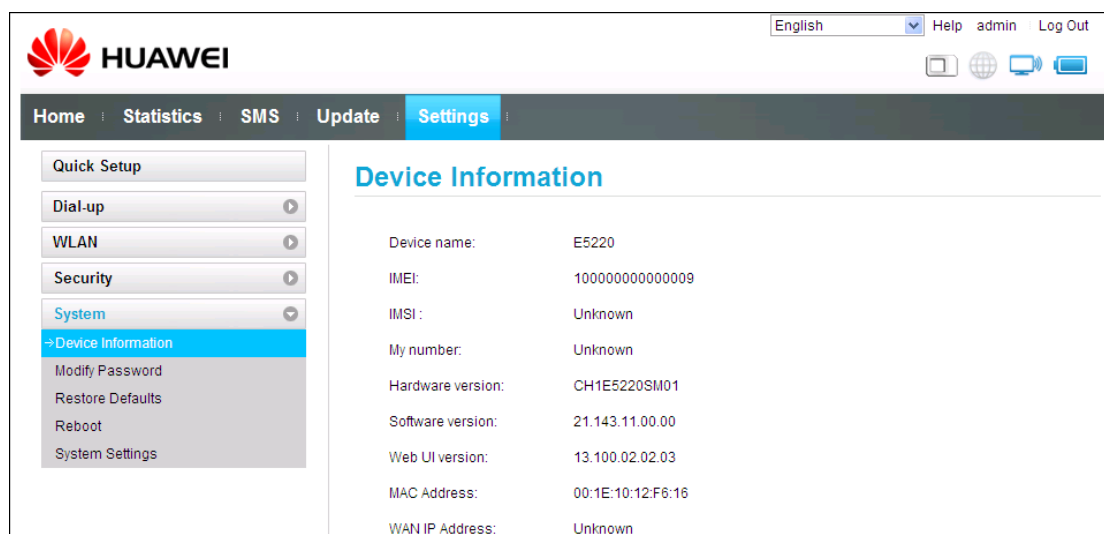 English Help admin Log Out
HUAWEI
Home Statistics SMS Update Settings
Quick Setup
Dial-up
WLAN
Security
System
→Device Information
Modify Password
Restore Defaults
Reboot
System Settings
Device Information
Device name: E5220
IMEI: 100000000000009
IMSI : Unknown
My number: Unknown
Hardware version: CH1E5220SM01
Software version: 21.143.11.00.00
Web UI version: 13.100.02.02.03
MAC Address: 00:1E:10:12:F6:16
WAN IP Address: Unknown